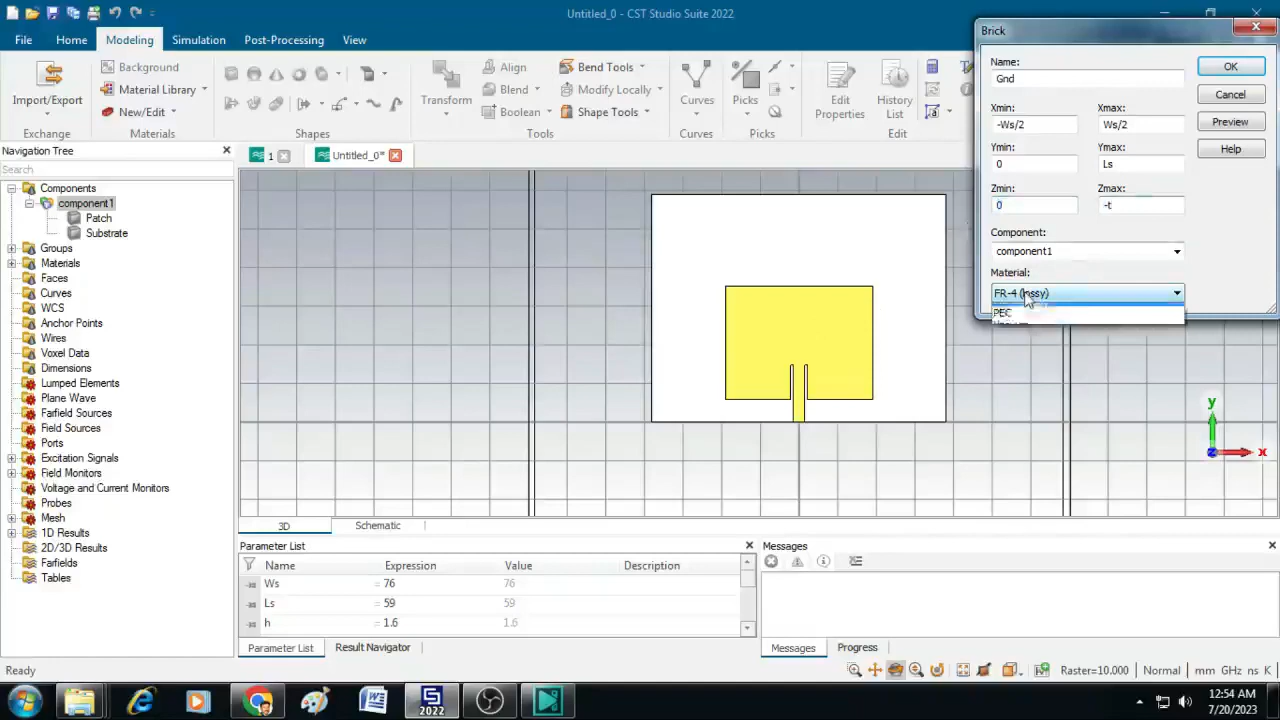 Untitled_0 - CST Studio Suite 2022
File Home Modeling Simulation Post-Processing View
Import/Export
Exchange
Background
Material Library
New/Edit
Materials
Shapes
Transform
Align
Blend
Boolean
Bend Tools
Modify Locally
Shape Tools
Tools
Curves
Curves
Picks
Picks
Edit Properties
History List
Edit
Navigation Tree
Search
1
Untitled_0*
Components
component1
Patch
Substrate
Groups
Materials
Faces
Curves
WCS
Anchor Points
Wires
Voxel Data
Dimensions
Lumped Elements
Plane Wave
Farfield Sources
Field Sources
Ports
Excitation Signals
Field Monitors
Voltage and Current Monitors
Probes
Mesh
1D Results
2D/3D Results
Farfields
Tables
Brick
Name:
Gnd
OK
Cancel
Preview
Help
Xmin: Xmax:
-Ws/2 Ws/2
Ymin: Ymax:
0 Ls
Zmin: Zmax:
0 -t
Component:
component1
Material:
FR-4 (lossy)
PEC
y
x
z
3D Schematic
Parameter List
Name Expression Value Description
Ws = 76 76
Ls = 59 59
h = 1.6 1.6
Parameter List Result Navigator
Messages
Messages Progress
Ready
Raster=10.000 Normal mm GHz ns K
2022
12:54 AM
7/20/2023